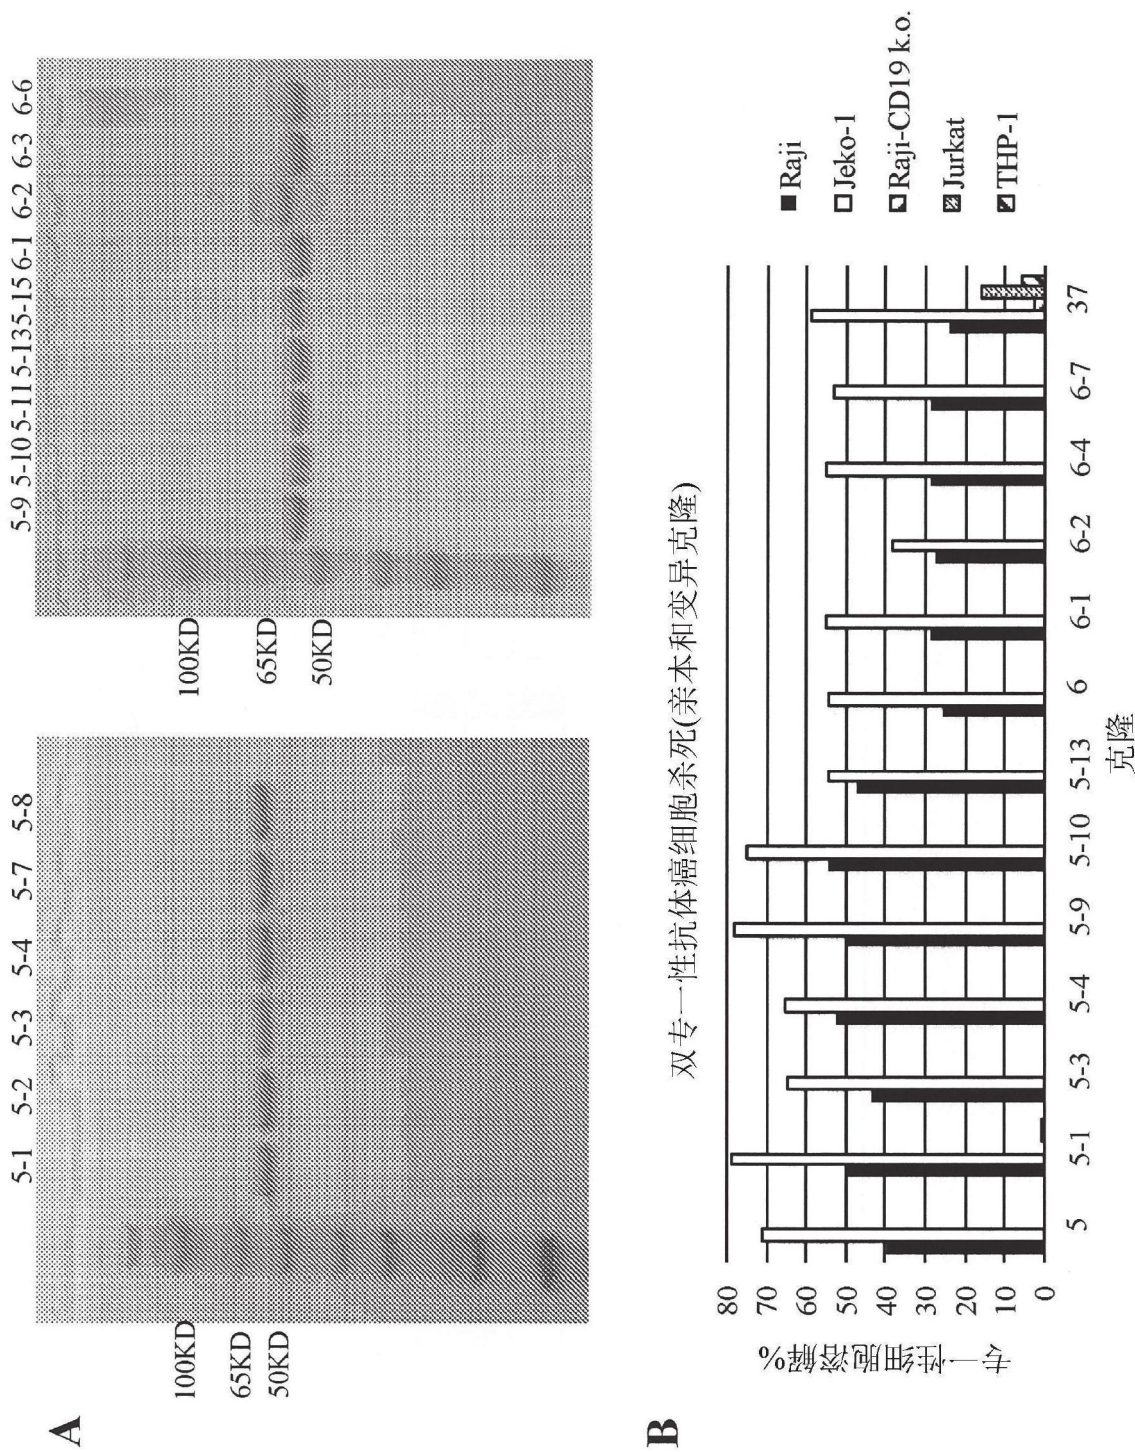 A
5-1 5-2 5-3 5-4 5-7 5-8
100KD
65KD
50KD
5-9 5-10 5-11 5-13 5-15 6-1 6-2 6-3 6-6
100KD
65KD
50KD
B
双专一性抗体癌细胞杀死(亲本和变异克隆)
专一性细胞溶解%
80
70
60
50
40
30
20
10
0
5 5-1 5-3 5-4 5-9 5-10 5-13 6 6-1 6-2 6-4 6-7 37
克隆
Raji
Jeko-1
Raji-CD19 k.o.
Jurkat
THP-1